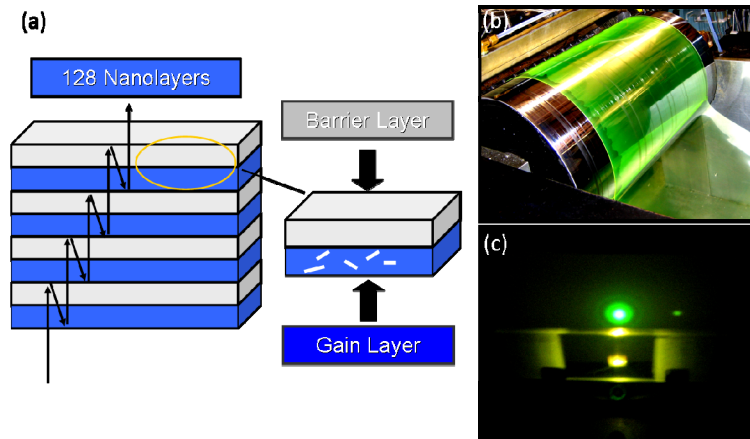 (a)
128 Nanolayers
Barrier Layer
Gain Layer
(b)
(c)